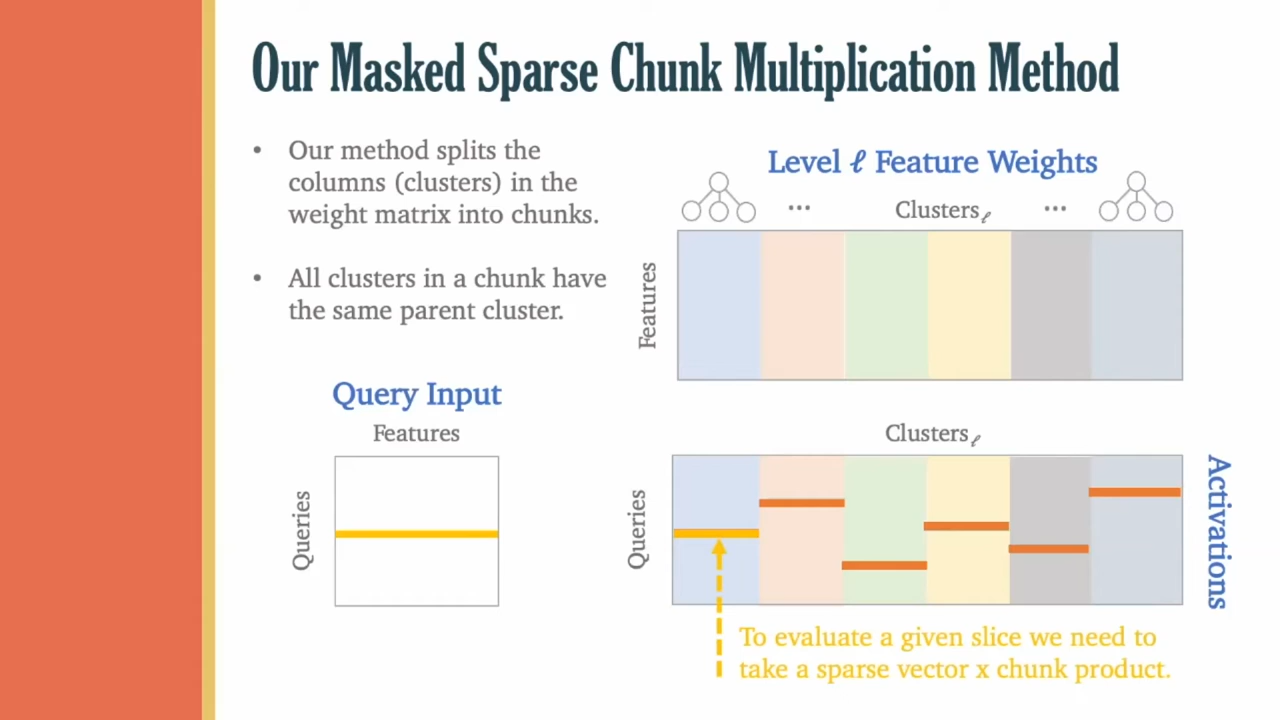 Our Masked Sparse Chunk Multiplication Method
• Our method splits the
columns (clusters) in the
weight matrix into chunks.
• All clusters in a chunk have
the same parent cluster.
Level ℓ Feature Weights
... Clustersℓ ...
Features
Query Input
Features
Queries
Clustersℓ
Queries
Activations
To evaluate a given slice we need to
take a sparse vector x chunk product.